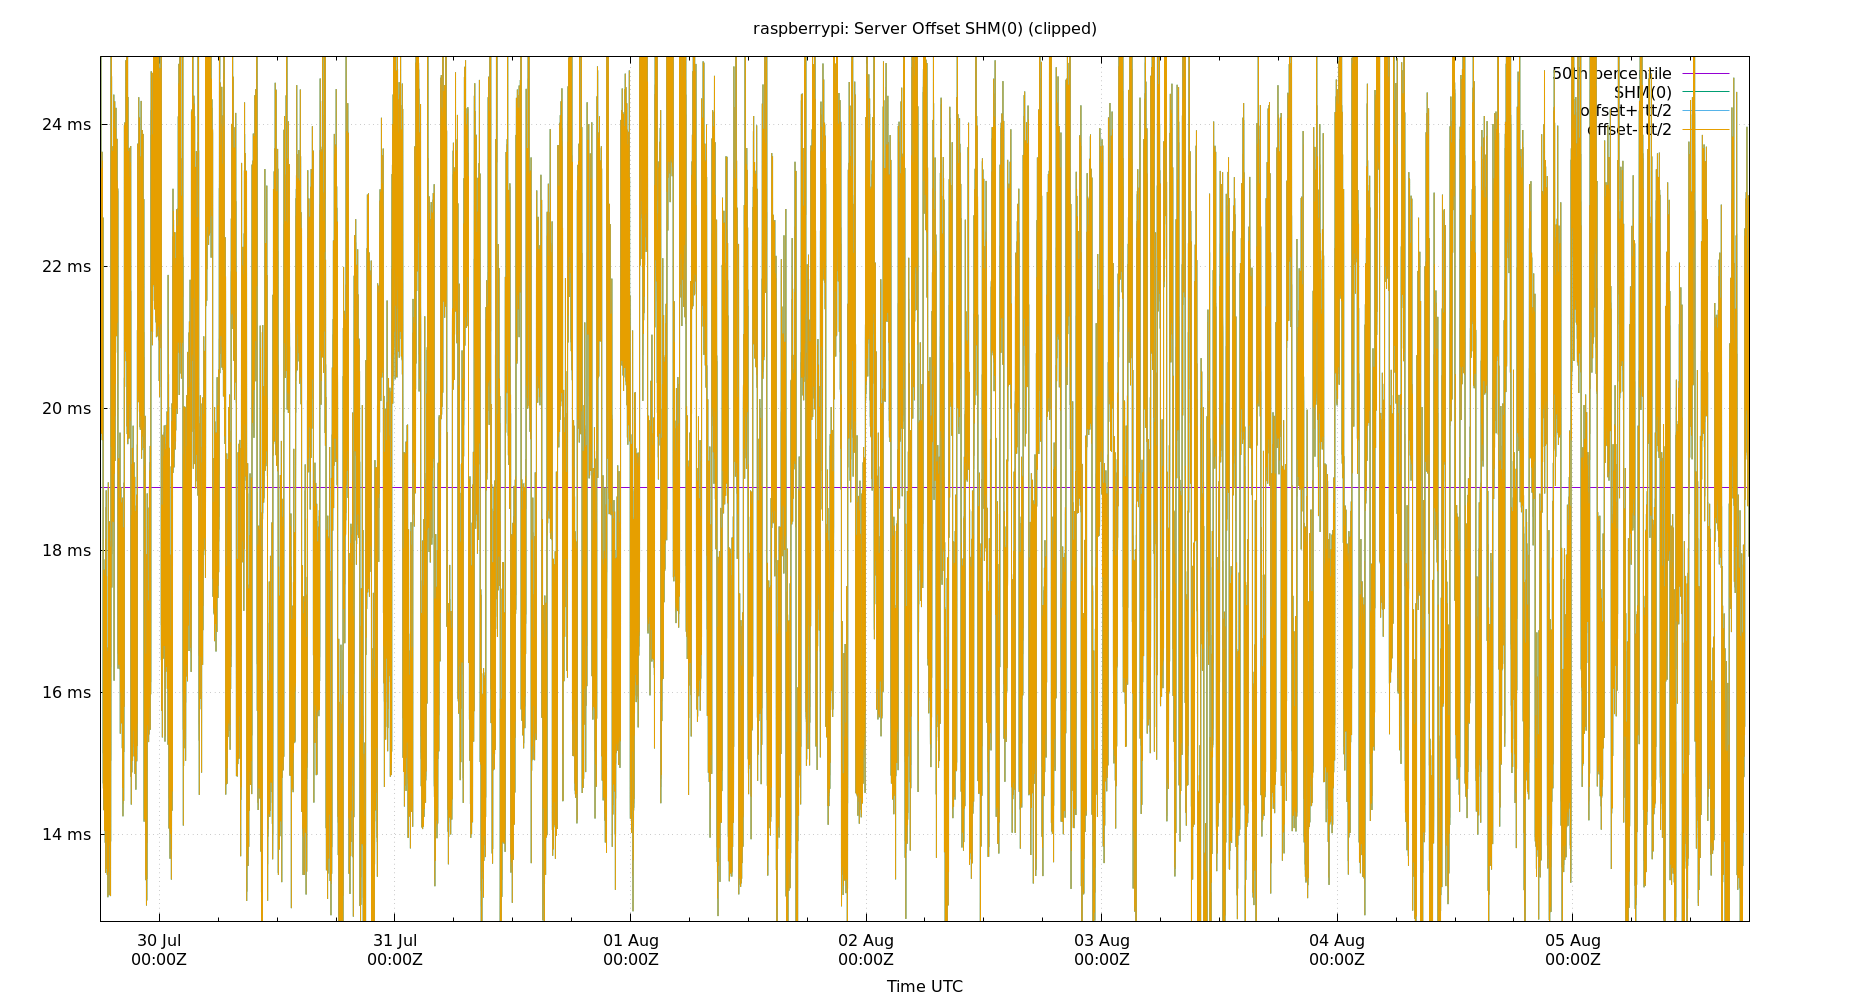 raspberrypi: Server Offset SHM(0) (clipped)
50th percentile
SHM(0)
offset+rtt/2
offset-rtt/2
24 ms
22 ms
20 ms
18 ms
16 ms
14 ms
30 Jul 31 Jul 01 Aug 02 Aug 03 Aug 04 Aug 05 Aug
00:00Z 00:00Z 00:00Z 00:00Z 00:00Z 00:00Z 00:00Z
Time UTC